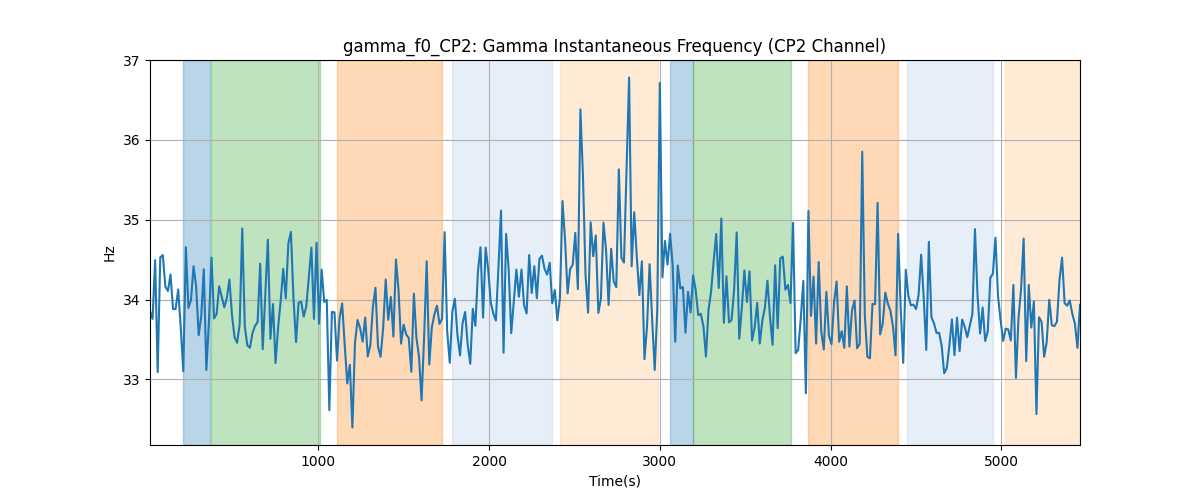 gamma_f0_CP2: Gamma Instantaneous Frequency (CP2 Channel)
37
36
35
34
33
Hz
1000 2000 3000 4000 5000
Time(s)